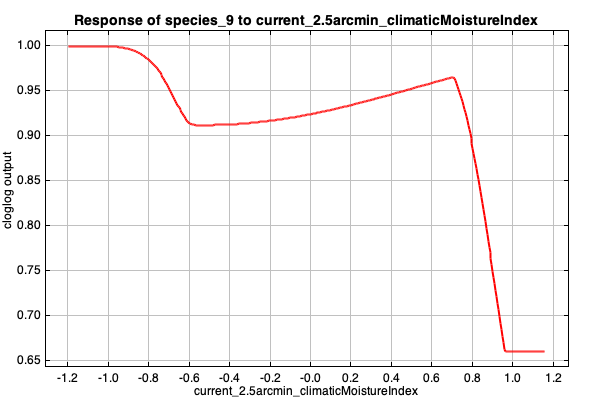 Response of species_9 to current_2.5arcmin_climaticMoistureIndex
1.00
0.95
0.90
0.85
0.80
0.75
0.70
0.65
cloglog output
-1.2 -1.0 -0.8 -0.6 -0.4 -0.2 -0.0 0.2 0.4 0.6 0.8 1.0 1.2
current_2.5arcmin_climaticMoistureIndex